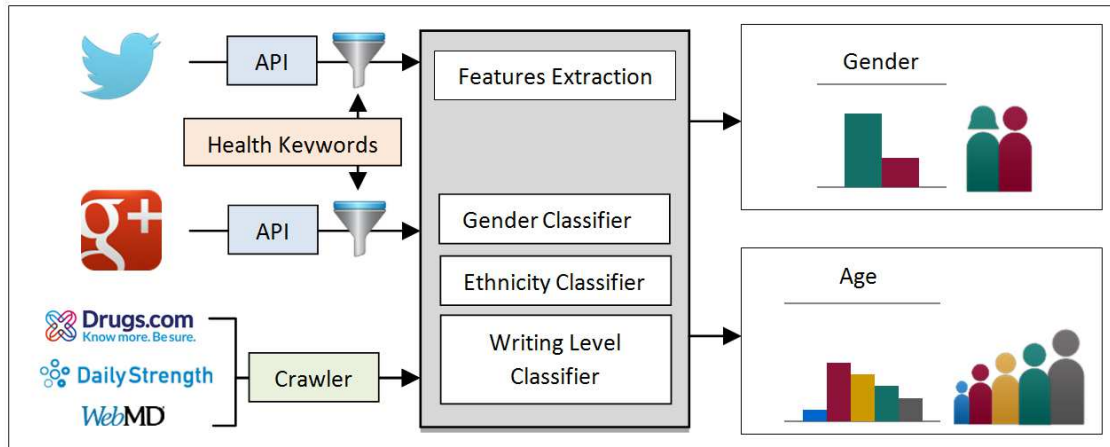 API
Features Extraction
Gender
Health Keywords
g+
API
Gender Classifier
Ethnicity Classifier
Age
Drugs.com
Know more. Be sure.
DailyStrength
WebMD
Crawler
Writing Level
Classifier